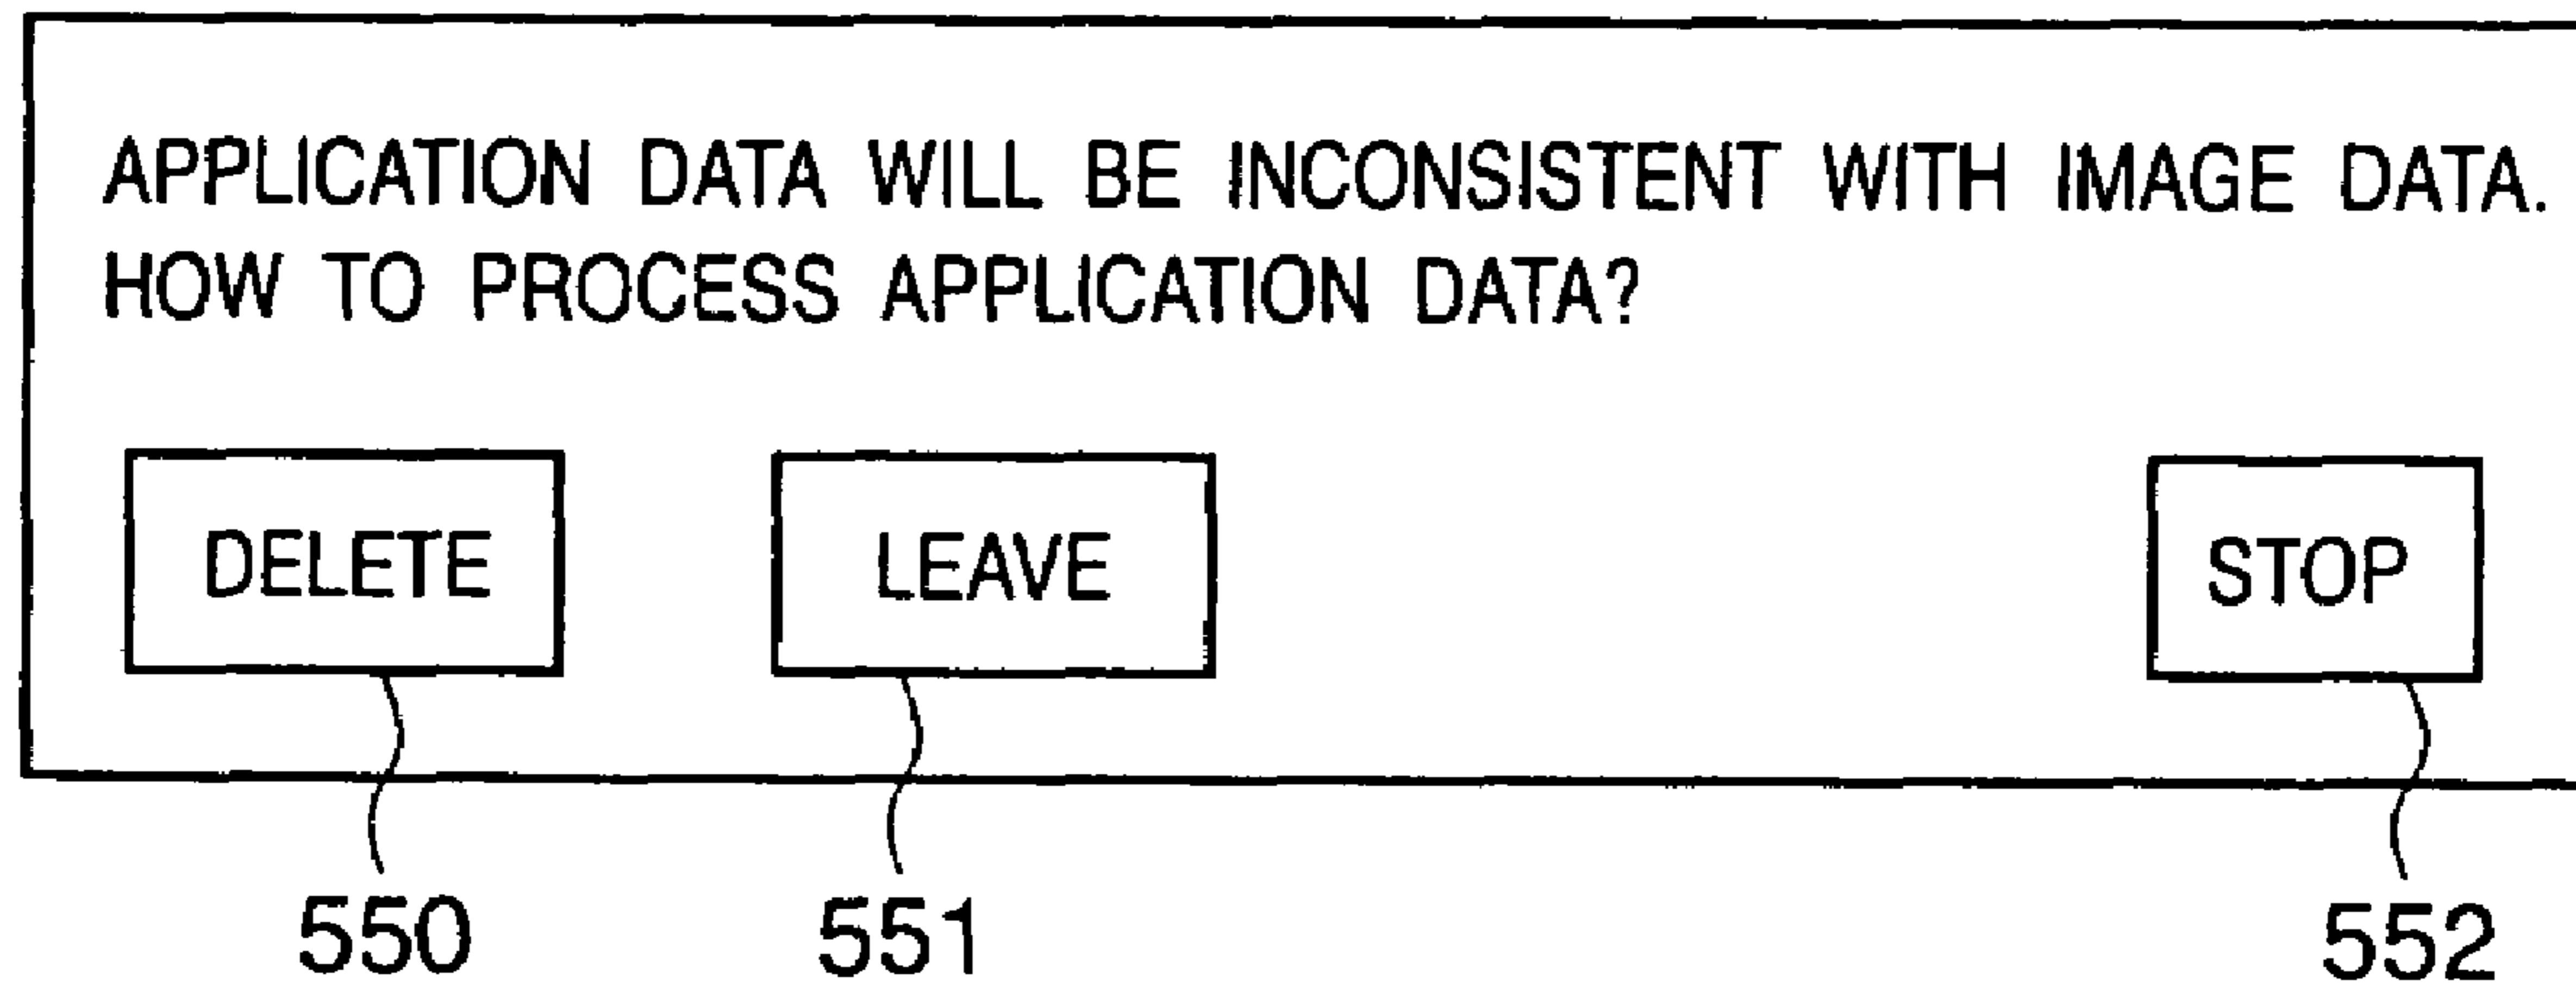 APPLICATION DATA WILL BE INCONSISTENT WITH IMAGE DATA.
HOW TO PROCESS APPLICATION DATA?
DELETE LEAVE STOP
550 551 552